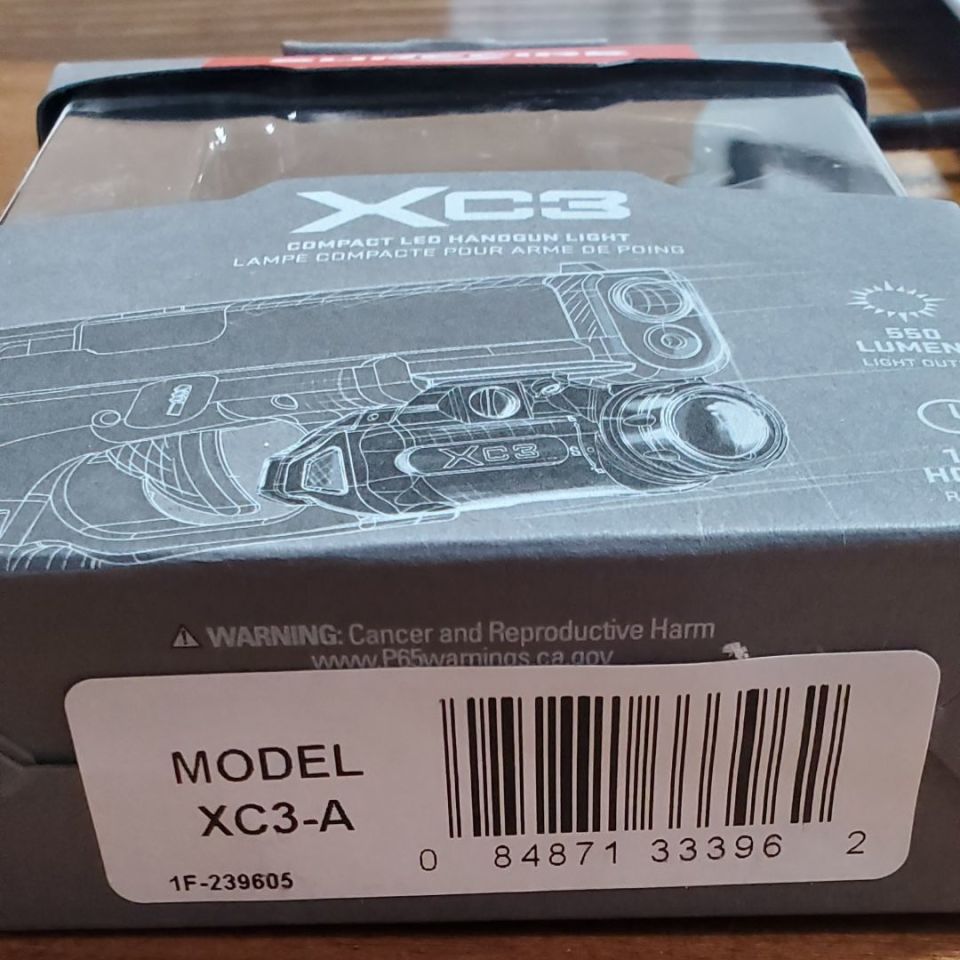 XC3
COMPACT LED HANDGUN LIGHT
LAMPE COMPACTE POUR ARME DE POING
550
LUMEN
LIGHT OUT
XC3
WARNING: Cancer and Reproductive Harm
www.P65warnings.ca.gov
MODEL
XC3-A
1F-239605
0 84871 33396 2